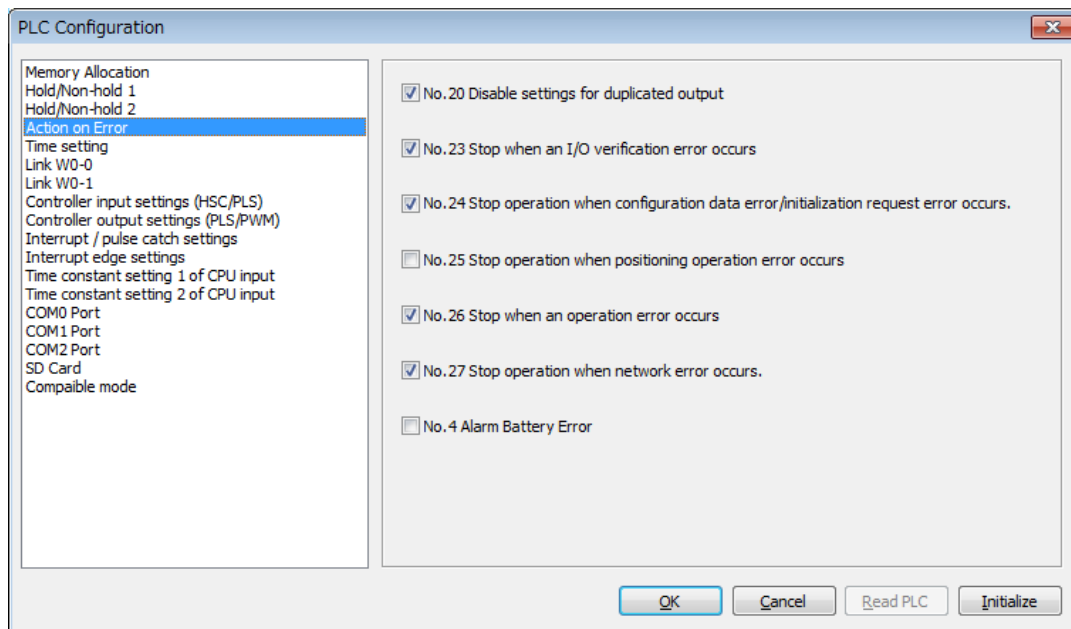 PLC Configuration
Memory Allocation
Hold/Non-hold 1
Hold/Non-hold 2
Action on Error
Time setting
Link W0-0
Link W0-1
Controller input settings (HSC/PLS)
Controller output settings (PLS/PWM)
Interrupt / pulse catch settings
Interrupt edge settings
Time constant setting 1 of CPU input
Time constant setting 2 of CPU input
COM0 Port
COM1 Port
COM2 Port
SD Card
Compaible mode
No.20 Disable settings for duplicated output
No.23 Stop when an I/O verification error occurs
No.24 Stop operation when configuration data error/initialization request error occurs.
No.25 Stop operation when positioning operation error occurs
No.26 Stop when an operation error occurs
No.27 Stop operation when network error occurs.
No.4 Alarm Battery Error
OK Cancel Read PLC Initialize